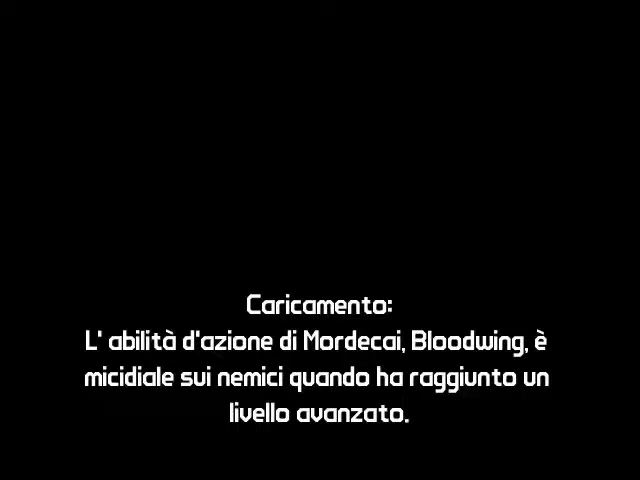 Caricamento:
L' abilità d'azione di Mordecai, Bloodwing, è
micidiale sui nemici quando ha raggiunto un
livello avanzato.